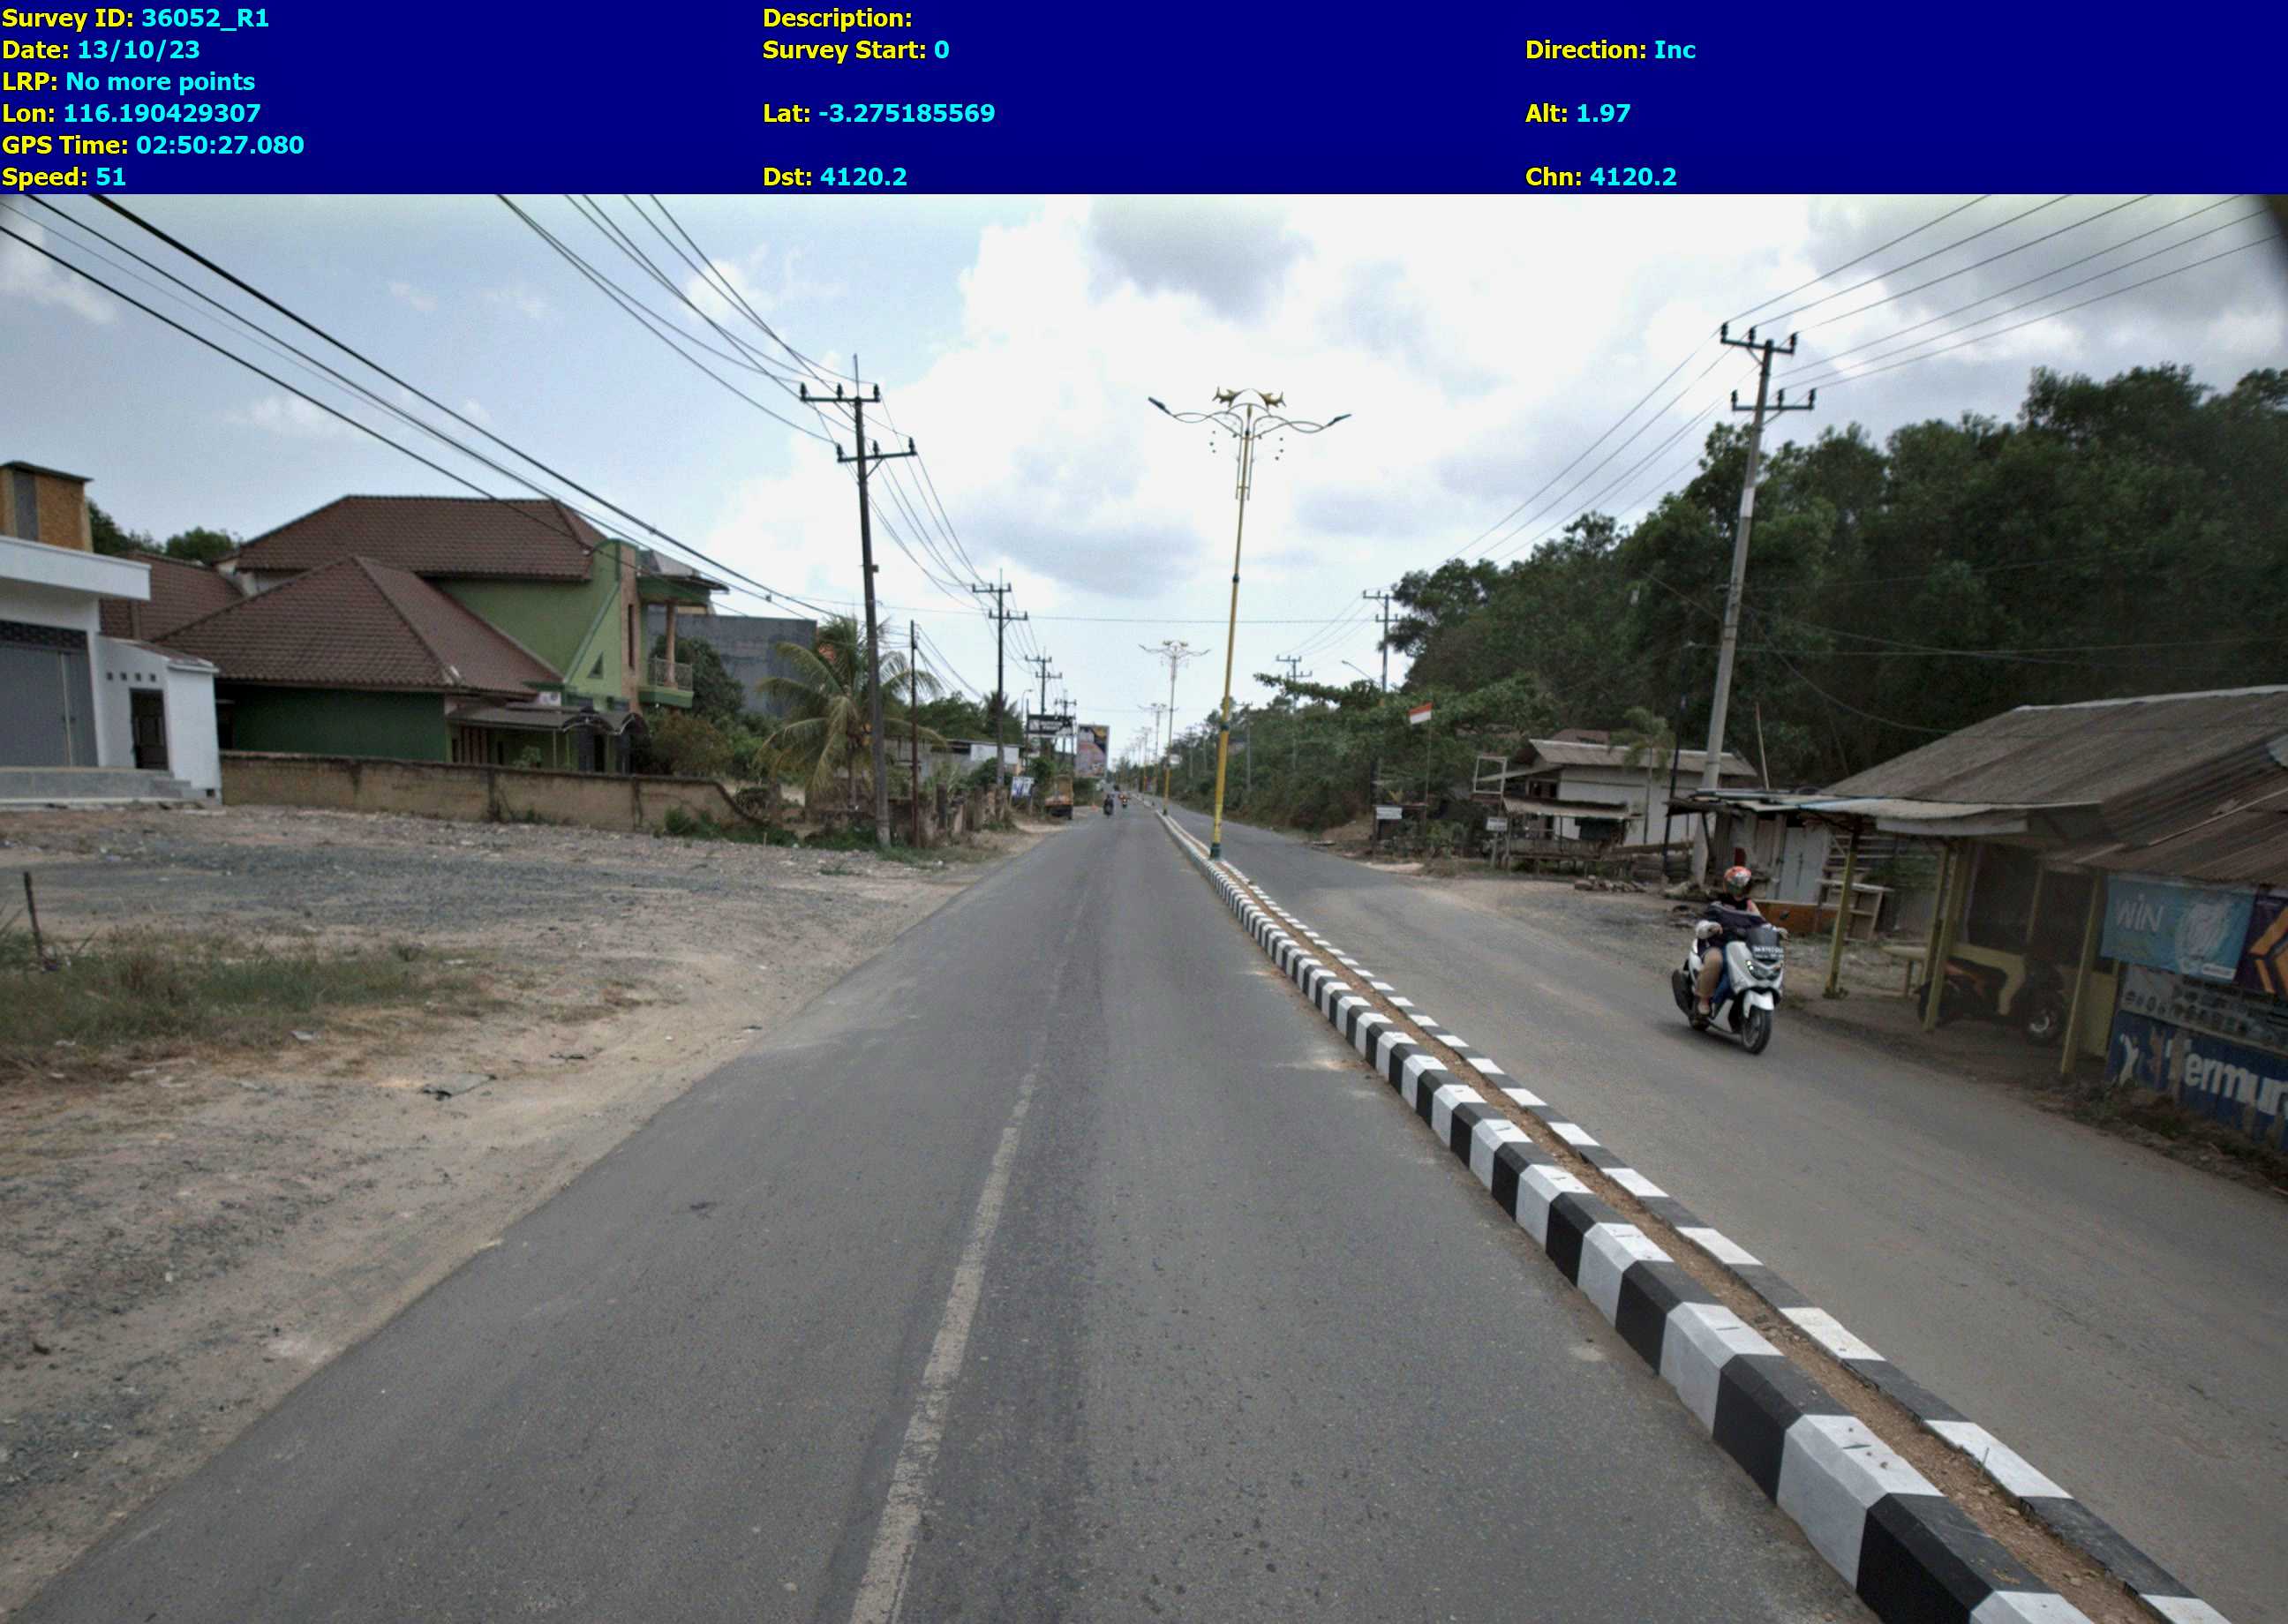 Survey ID: 36052_R1
Description:
Date: 13/10/23
Survey Start: 0
Direction: Inc
LRP: No more points
Lon: 116.190429307
Lat: -3.275185569
Alt: 1.97
GPS Time: 02:50:27.080
Speed: 51
Dst: 4120.2
Chn: 4120.2
WIN